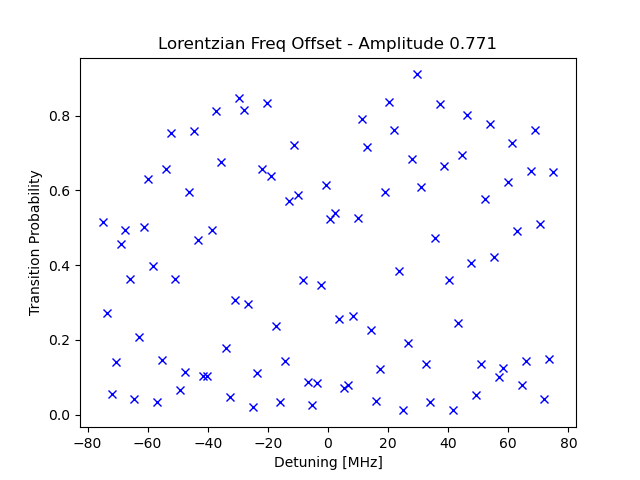 Lorentzian Freq Offset - Amplitude 0.771
Transition Probability
0.8
0.6
0.4
0.2
0.0
−80 −60 −40 −20 0 20 40 60 80
Detuning [MHz]